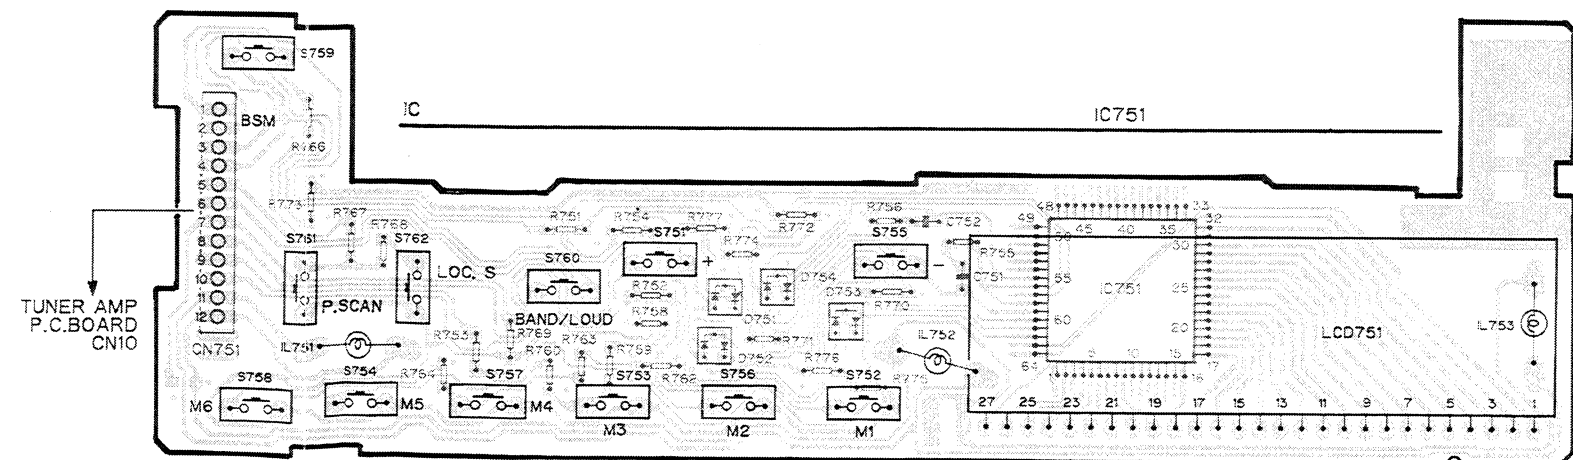 S759
IC
IC751
1
BSM
2
3
R766
4
5
R773
6
R767
7
R768
8
S761
S762
9
LOC. S
10
11
P.SCAN
12
TUNER AMP
P.C.BOARD
CN10
CN751
IL751
R751
R754
R777
S751
+
R774
R772
R756
C752
S755
-
R755
C751
S760
R752
D754
D753
R770
BAND/LOUD
R758
D751
R753
R769
R763
R759
R771
IL752
R764
R760
D752
R762
R776
R775
48
33
49
32
45
40
35
50
30
55
IC751
25
60
20
5
10
15
64
17
16
LCD751
IL753
S758
S754
S757
S753
S756
S752
M6
M5
M4
M3
M2
M1
27
25
23
21
19
17
15
13
11
9
7
5
3
1